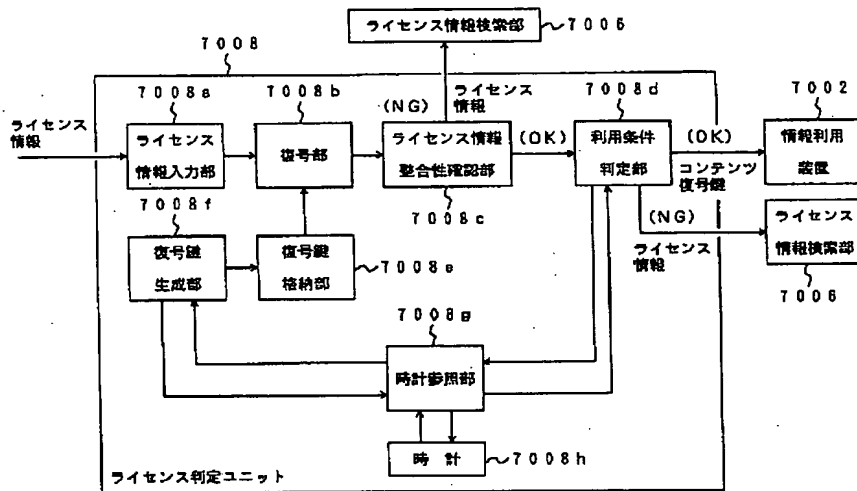 ライセンス情報検索部
7006
7008
7008a
7008b
(NG)
ライセンス
情報
7008d
7002
ライセンス
情報
ライセンス
情報入力部
復号部
ライセンス情報
整合性確認部
(OK)
利用条件
判定部
(OK)
コンテンツ
復号鍵
情報利用
装置
7008f
7008c
(NG)
ライセンス
情報
ライセンス
情報検索部
7006
復号鍵
生成部
復号鍵
格納部
7008e
7008g
時計参照部
時計
7008h
ライセンス判定ユニット